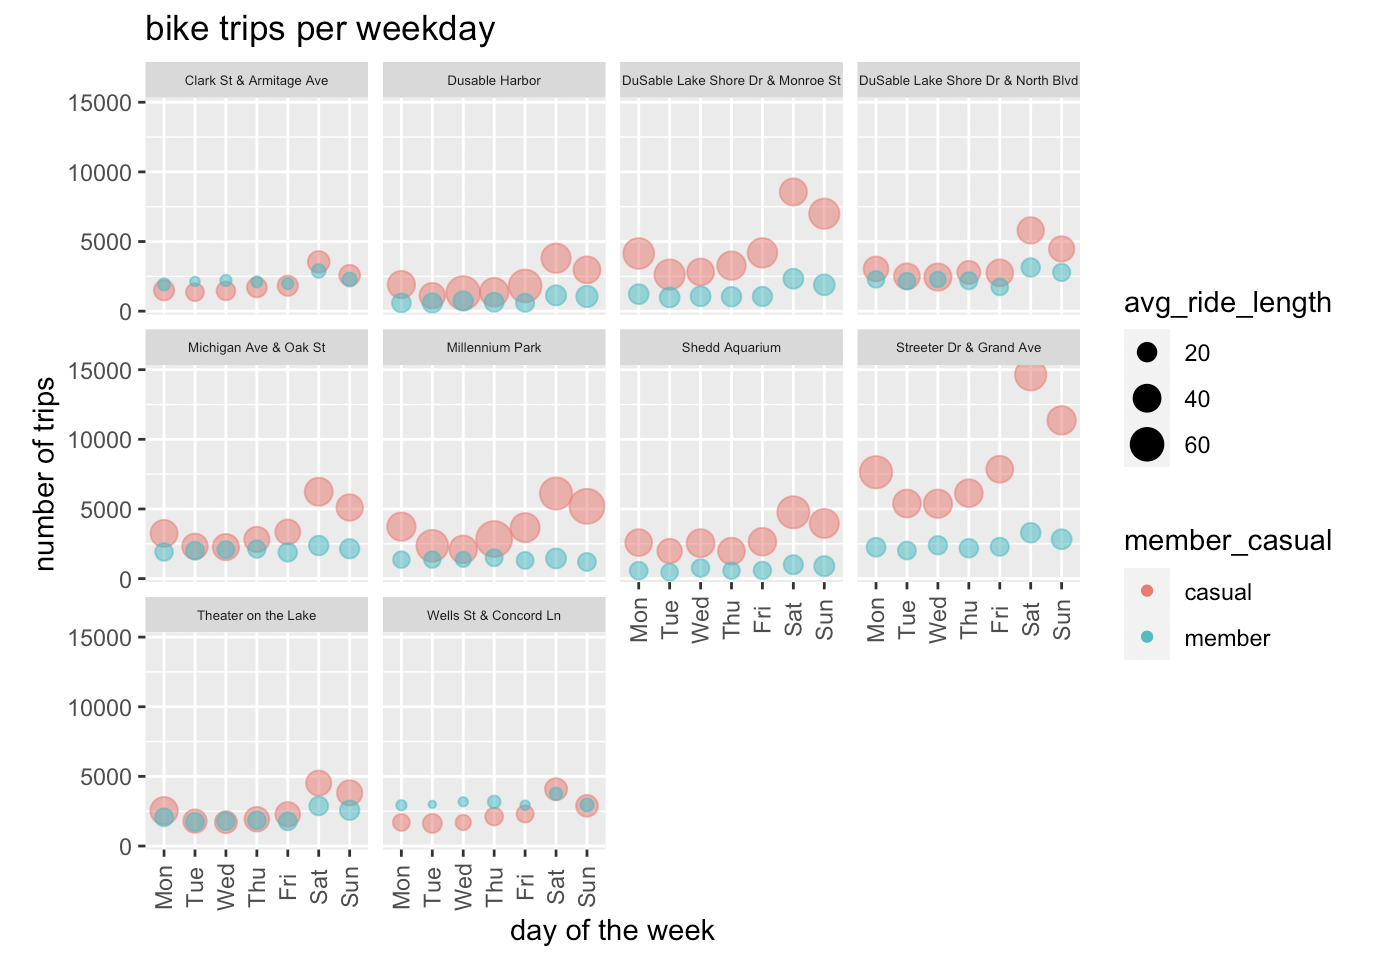 bike trips per weekday
Clark St & Armitage Ave
Dusable Harbor
DuSable Lake Shore Dr & Monroe St
DuSable Lake Shore Dr & North Blvd
15000
10000
5000
0
Michigan Ave & Oak St
Millennium Park
Shedd Aquarium
Streeter Dr & Grand Ave
15000
10000
5000
0
Mon Tue Wed Thu Fri Sat Sun
Mon Tue Wed Thu Fri Sat Sun
Theater on the Lake
Wells St & Concord Ln
15000
10000
5000
0
Mon Tue Wed Thu Fri Sat Sun
Mon Tue Wed Thu Fri Sat Sun
number of trips
day of the week
avg_ride_length
20
40
60
member_casual
casual
member